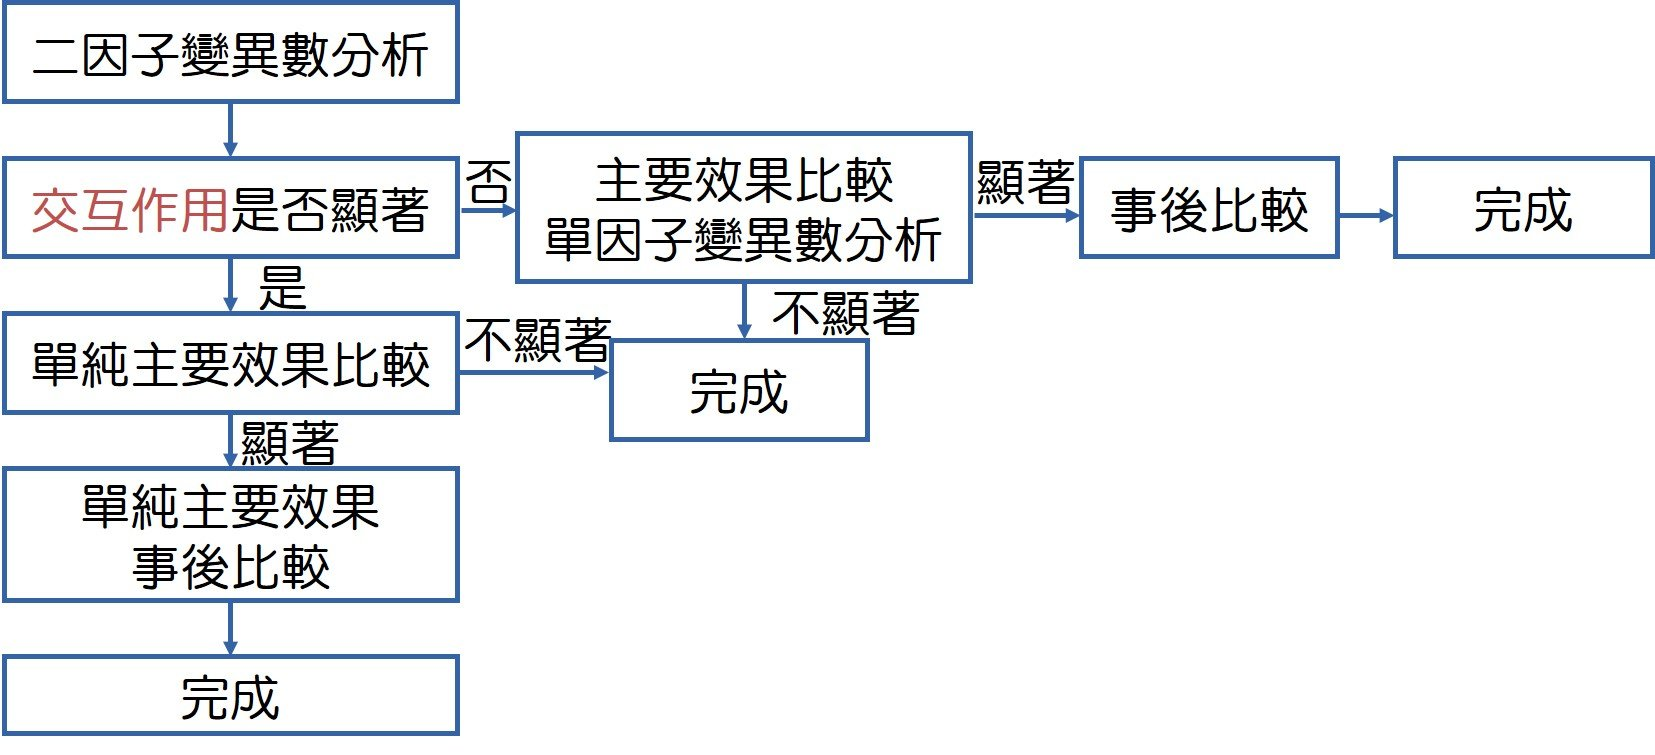 二因子變異數分析
交互作用是否顯著
否
主要效果比較
單因子變異數分析
顯著
事後比較
完成
是
不顯著
單純主要效果比較
不顯著
完成
顯著
單純主要效果
事後比較
完成